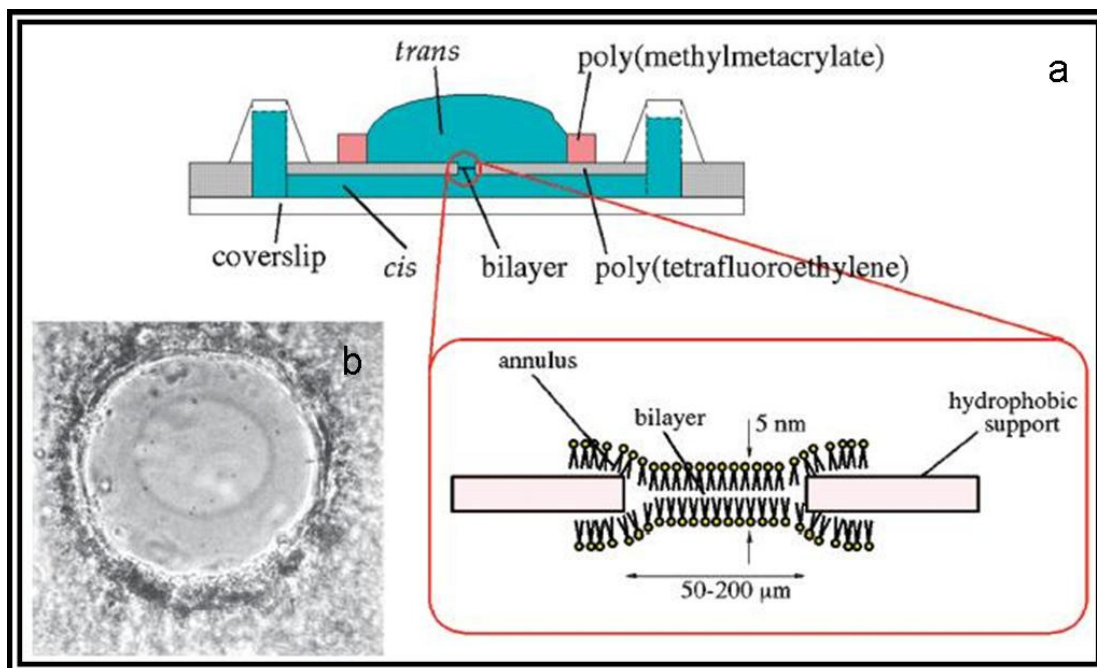 a
trans
poly(methylmetacrylate)
coverslip
cis
bilayer
poly(tetrafluoroethylene)
b
annulus
bilayer
5 nm
hydrophobic
support
50-200 µm